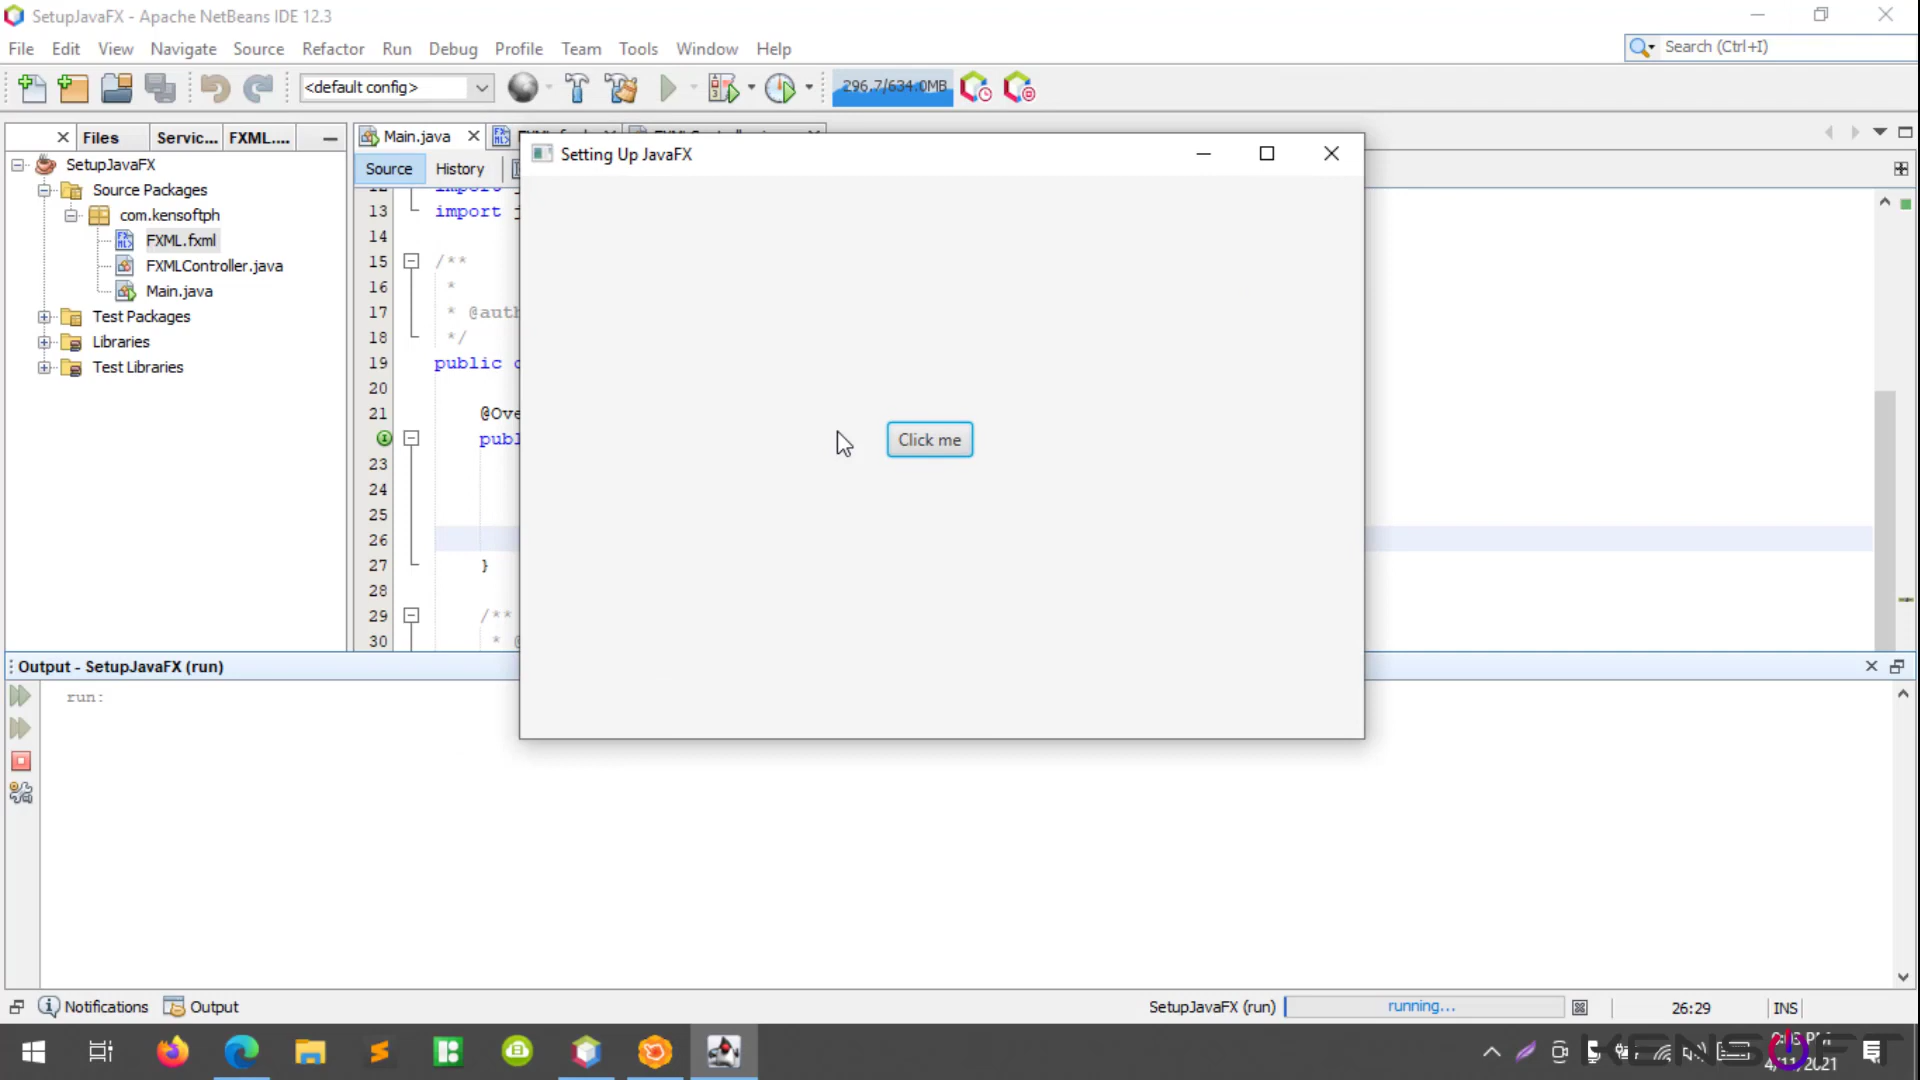 SetupJavaFX - Apache NetBeans IDE 12.3
File Edit View Navigate Source Refactor Run Debug Profile Team Tools Window Help
Search (Ctrl+I)
<default config>
296.7/634.0MB
Files Servic... FXML....
Main.java
SetupJavaFX
Source Packages
com.kensoftph
FXML.fxml
FXMLController.java
Main.java
Test Packages
Libraries
Test Libraries
Source History
Setting Up JavaFX
Click me
13 import
14
15 /**
16 *
17 * @auth
18 */
19 public
20
21 @Ove
publ
23
24
25
26
27 }
28
29 /**
30 *
Output - SetupJavaFX (run)
run:
Notifications Output
SetupJavaFX (run) running...
26:29 INS
KENSOFT
4/11/2021